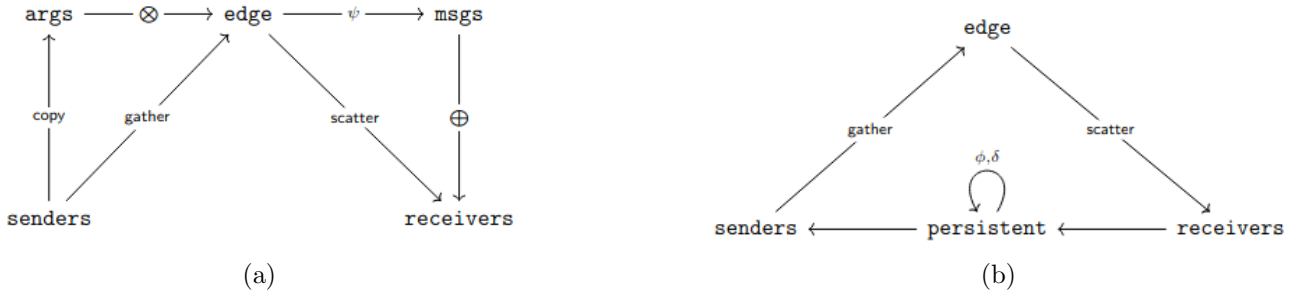 args ⊗ edge ψ msgs
copy gather scatter ⊕
senders receivers
(a)
edge
gather scatter
ϕ,δ
senders persistent receivers
(b)